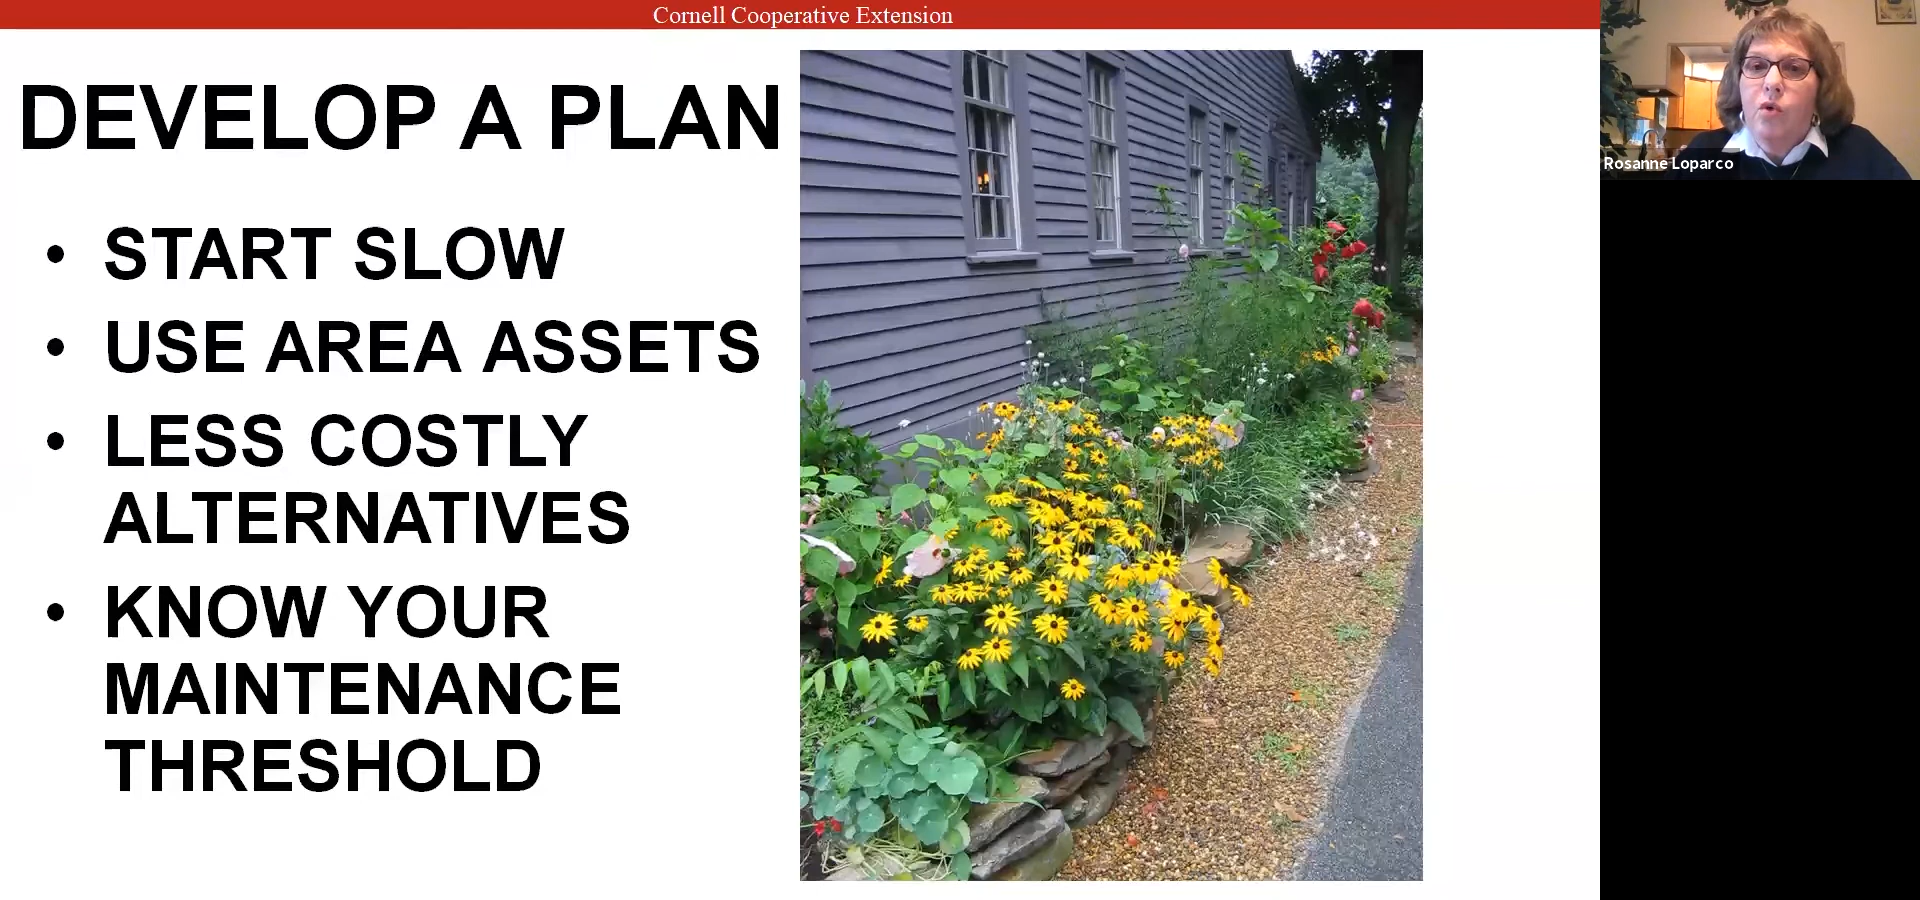 Cornell Cooperative Extension
DEVELOP A PLAN
• START SLOW
• USE AREA ASSETS
• LESS COSTLY
ALTERNATIVES
• KNOW YOUR
MAINTENANCE
THRESHOLD
Rosanne Loparco